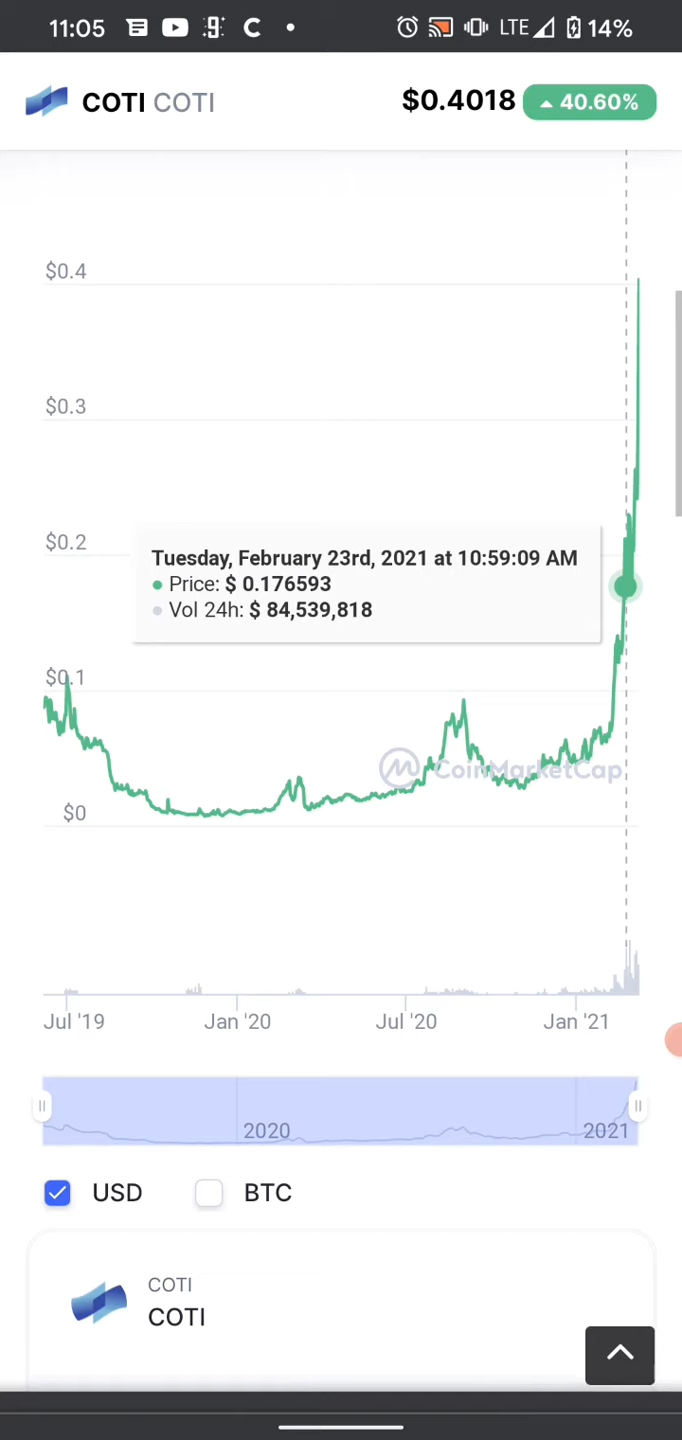 11:05 9 C LTE 14%
COTI COTI $0.4018 40.60%
$0.4
$0.3
$0.2
Tuesday, February 23rd, 2021 at 10:59:09 AM
Price: $ 0.176593
Vol 24h: $ 84,539,818
$0.1
CoinMarketCap
$0
Jul '19 Jan '20 Jul '20 Jan '21
2020 2021
USD BTC
COTI
COTI